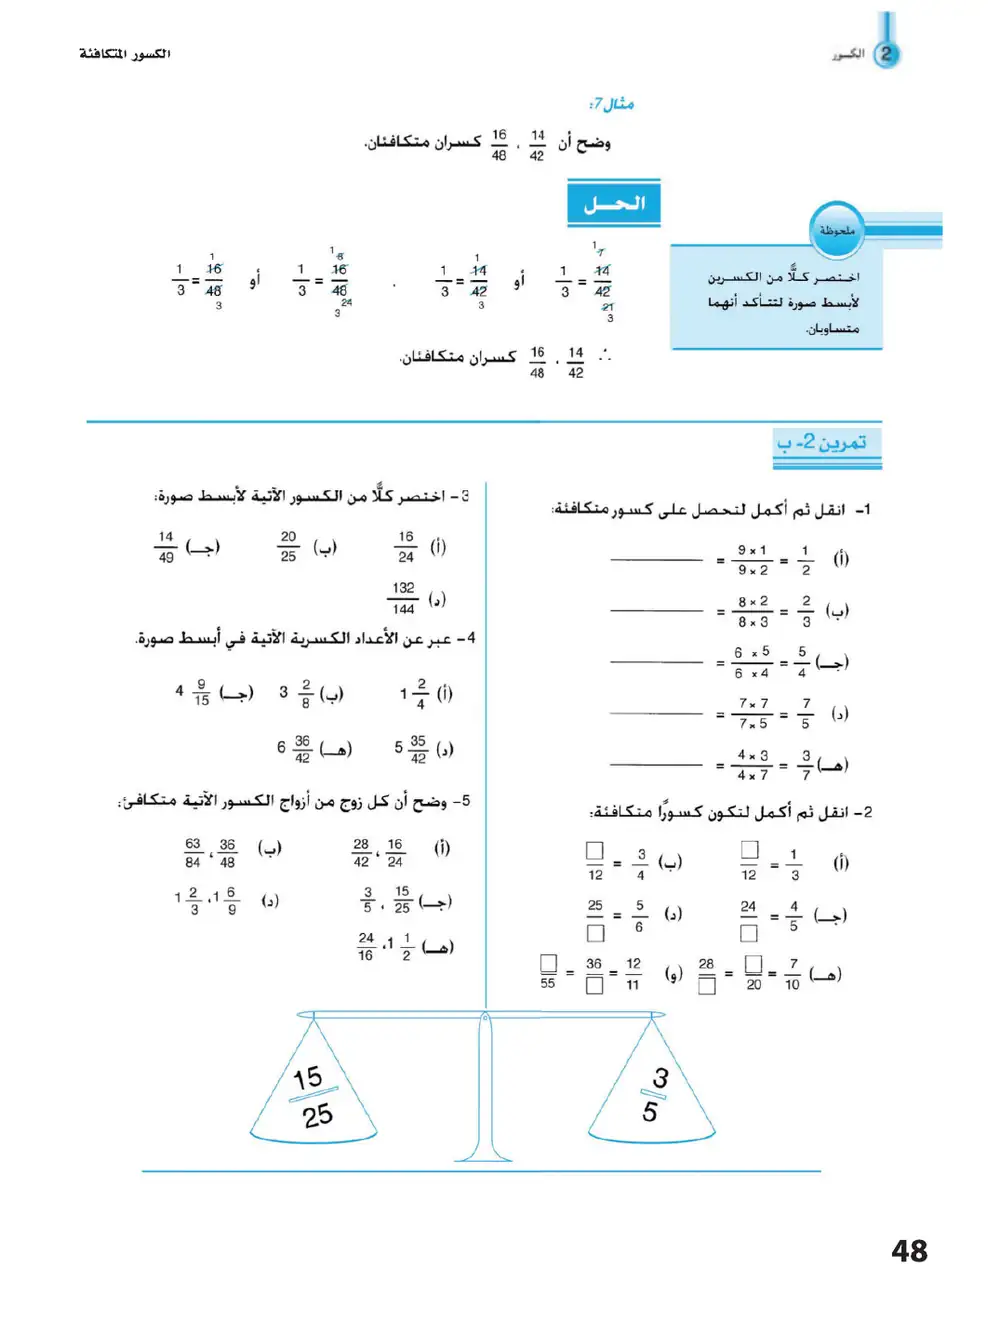 2 الكسور
الكسور المتكافئة
مثال 7:
وضح أن 14/42 ، 16/48 كسران متكافئان.
الحـــل
ملحوظة
اختصر كلًّا من الكسرين
لأبسط صورة لتتأكد أنهما
متساويان.
14/42 = 1/3 أو 14/42 = 1/3 ، 16/48 = 1/3 أو 16/48 = 1/3
∴ 14/42 ، 16/48 كسران متكافئان.
تمرين 2- ب
1- انقل ثم أكمل لتحصل على كسور متكافئة:
(أ) 1/2 = 9 × 1 / 9 × 2 = ________
(ب) 2/3 = 8 × 2 / 8 × 3 = ________
(جـ) 5/4 = 6 × 5 / 6 × 4 = ________
(د) 7/5 = 7 × 7 / 7 × 5 = ________
(هـ) 3/7 = 4 × 3 / 4 × 7 = ________
2- انقل ثم أكمل لتكون كسورًا متكافئة:
(أ) 1/3 = □/12 (ب) 3/4 = □/12
(جـ) 4/5 = 24/□ (د) 5/6 = 25/□
(هـ) 7/10 = □/20 = 28/□ (و) 12/11 = 36/□ = □/55
3- اختصر كلًّا من الكسور الآتية لأبسط صورة:
(أ) 16/24 (ب) 20/25 (جـ) 14/49
(د) 132/144
4- عبر عن الأعداد الكسرية الآتية في أبسط صورة.
(أ) 1 2/4 (ب) 3 2/8 (جـ) 4 9/15
(د) 5 35/42 (هـ) 6 36/42
5- وضح أن كل زوج من أزواج الكسور الآتية متكافئ:
(أ) 16/24 ، 28/42 (ب) 36/48 ، 63/84
(جـ) 15/25 ، 3/5 (د) 1 6/9 ، 1 2/3
(هـ) 1 1/2 ، 24/16
15/25
3/5
48